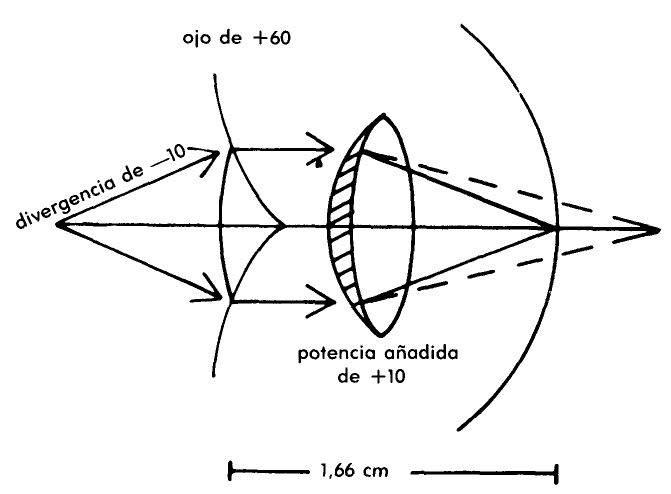 ojo de +60
divergencia de —10
potencia añadida
de +10
1,66 cm